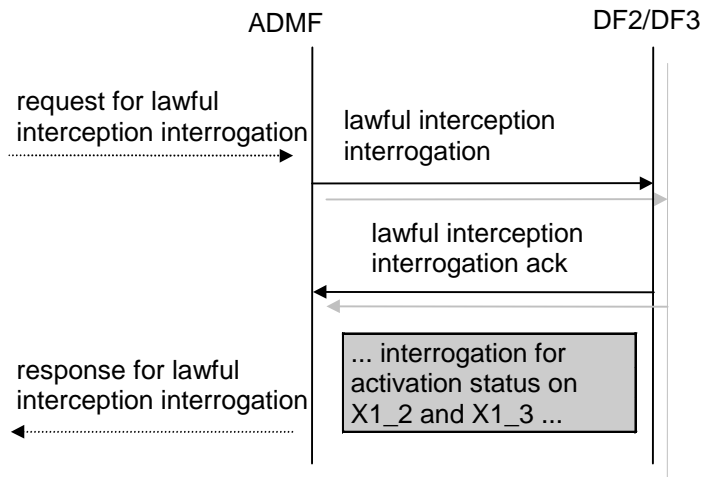 ADMF
DF2/DF3
request for lawful
interception interrogation
lawful interception
interrogation
lawful interception
interrogation ack
... interrogation for
activation status on
X1_2 and X1_3 ...
response for lawful
interception interrogation